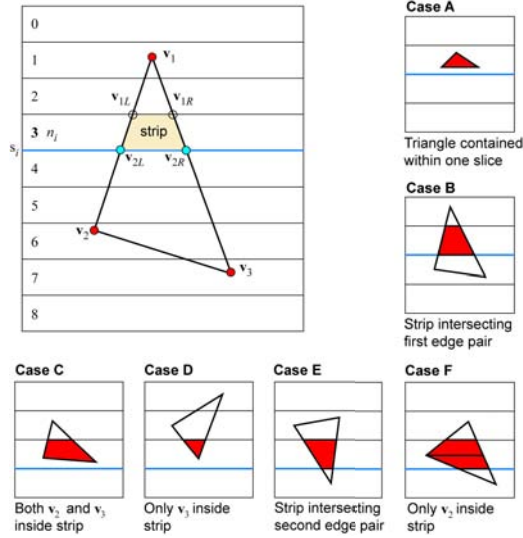 0
1
v1
2
v1L
v1R
3 ni
strip
si
v2L
v2R
4
5
v2
6
v3
7
8
Case A
Triangle contained
within one slice
Case B
Strip intersecting
first edge pair
Case C
Both v2 and v3
inside strip
Case D
Only v3 inside
strip
Case E
Strip intersecting
second edge pair
Case F
Only v2 inside
strip